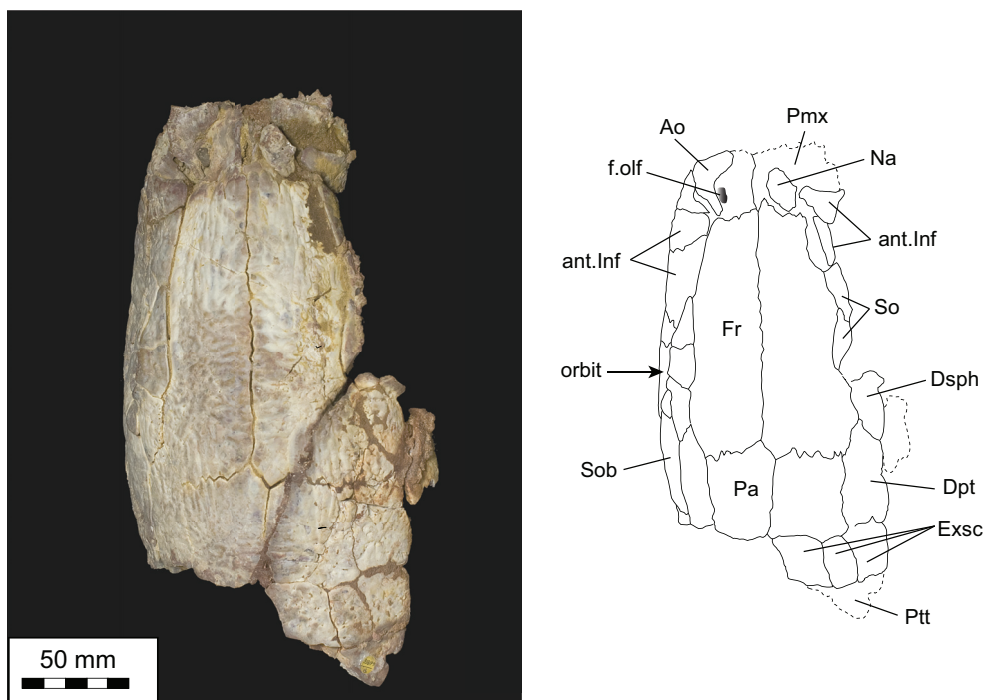 50 mm
Ao
Pmx
f.olf
Na
ant.Inf
ant.Inf
So
Fr
orbit
Dsph
Sob
Pa
Dpt
Exsc
Ptt